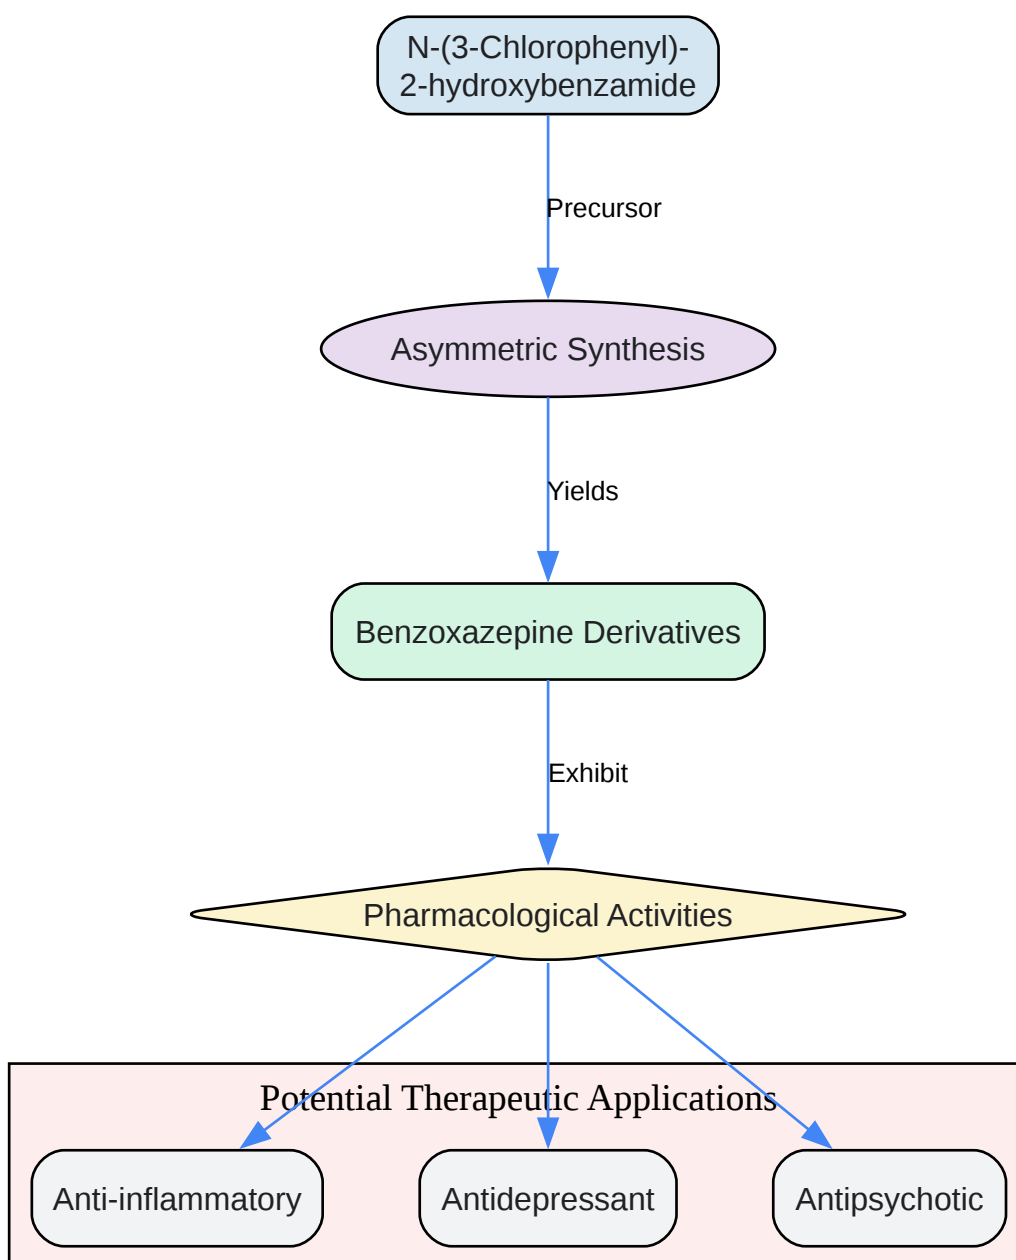 N-(3-Chlorophenyl)-
2-hydroxybenzamide
Precursor
Asymmetric Synthesis
Yields
Benzoxazepine Derivatives
Exhibit
Pharmacological Activities
Potential Therapeutic Applications
Anti-inflammatory
Antidepressant
Antipsychotic